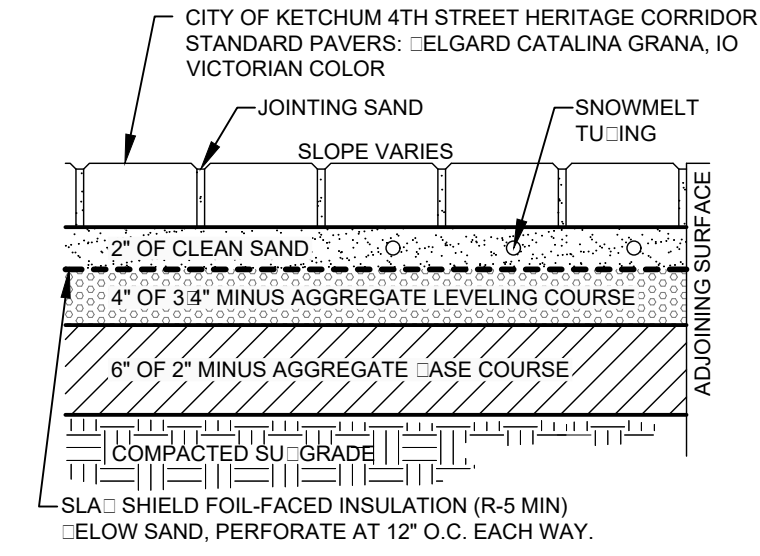 CITY OF KETCHUM 4TH STREET HERITAGE CORRIDOR
STANDARD PAVERS: □ELGARD CATALINA GRANA, IO
VICTORIAN COLOR
JOINTING SAND
SNOWMELT
TU□ING
SLOPE VARIES
2" OF CLEAN SAND
4" OF 3□4" MINUS AGGREGATE LEVELING COURSE
6" OF 2" MINUS AGGREGATE □ASE COURSE
COMPACTED SU□GRADE
ADJOINING SURFACE
SLA□ SHIELD FOIL-FACED INSULATION (R-5 MIN)
□ELOW SAND, PERFORATE AT 12" O.C. EACH WAY.